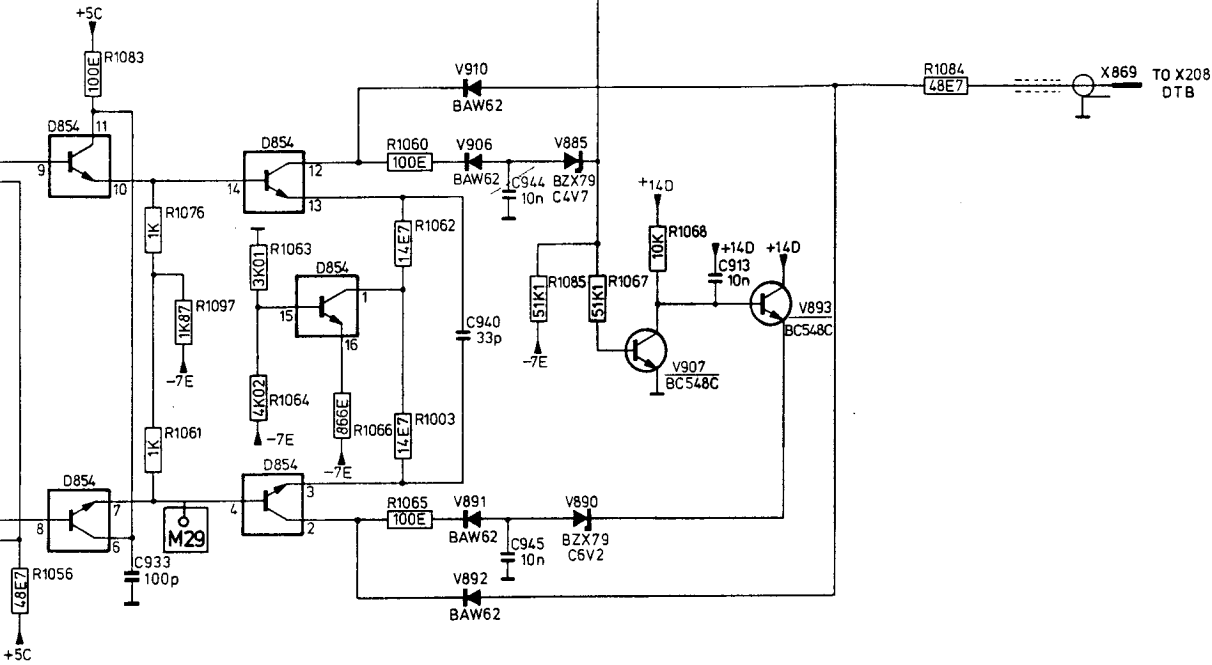 +5C
R1083
100E
D854
11
9
10
R1076
1K
R1097
1K87
-7E
R1061
1K
D854
8
7
6
M29
C933
100p
R1056
48E7
+5C
V910
BAW62
D854
12
14
13
R1060
100E
V906
BAW62
C944
10n
V885
BZX79
C4V7
R1063
3K01
D854
1
15
16
R1062
14E7
C940
33p
R1064
4K02
-7E
R1066
866E
-7E
R1003
14E7
D854
3
4
2
R1065
100E
V891
BAW62
C945
10n
V890
BZX79
C6V2
V892
BAW62
R1085
51K1
-7E
R1067
51K1
+14D
R1068
10K
+14D
C913
10n
+14D
V893
BC548C
V907
BC548C
R1084
48E7
X869
TO X208
DTB